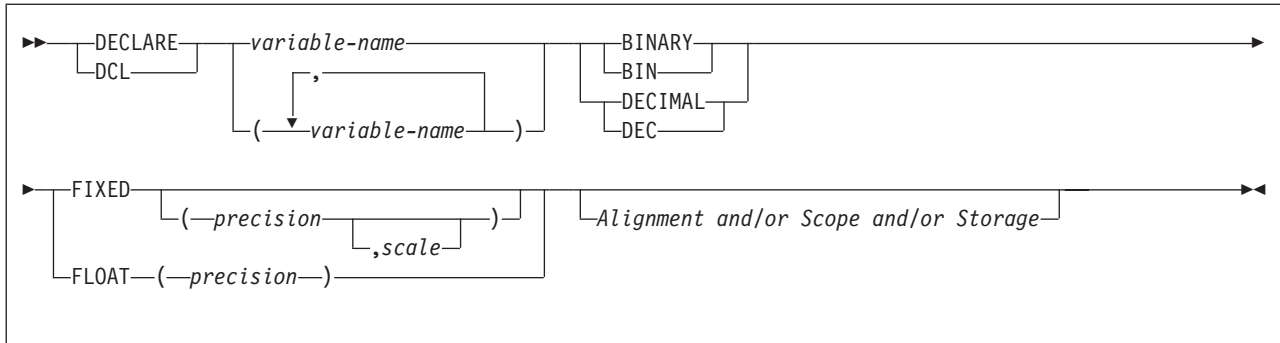 DECLARE variable-name BINARY
DCL , BIN
DECIMAL
( variable-name ) DEC
FIXED
( precision ) Alignment and/or Scope and/or Storage
,scale
FLOAT ( precision )